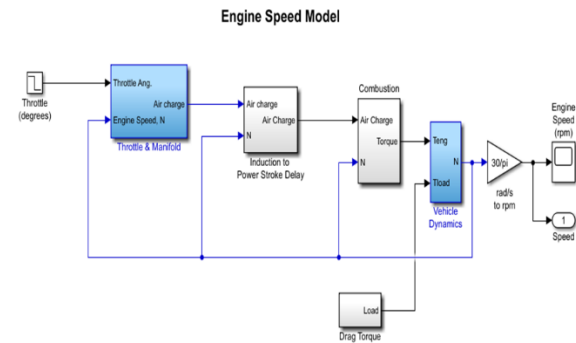 Engine Speed Model
Throttle
(degrees)
Throttle Ang.
Air charge
Engine Speed, N
Throttle & Manifold
Air charge
Air Charge
N
Induction to
Power Stroke Delay
Combustion
Air Charge
Torque
N
Teng
N
Tload
Vehicle
Dynamics
30/pi
rad/s
to rpm
Engine
Speed
(rpm)
1
Speed
Load
Drag Torque